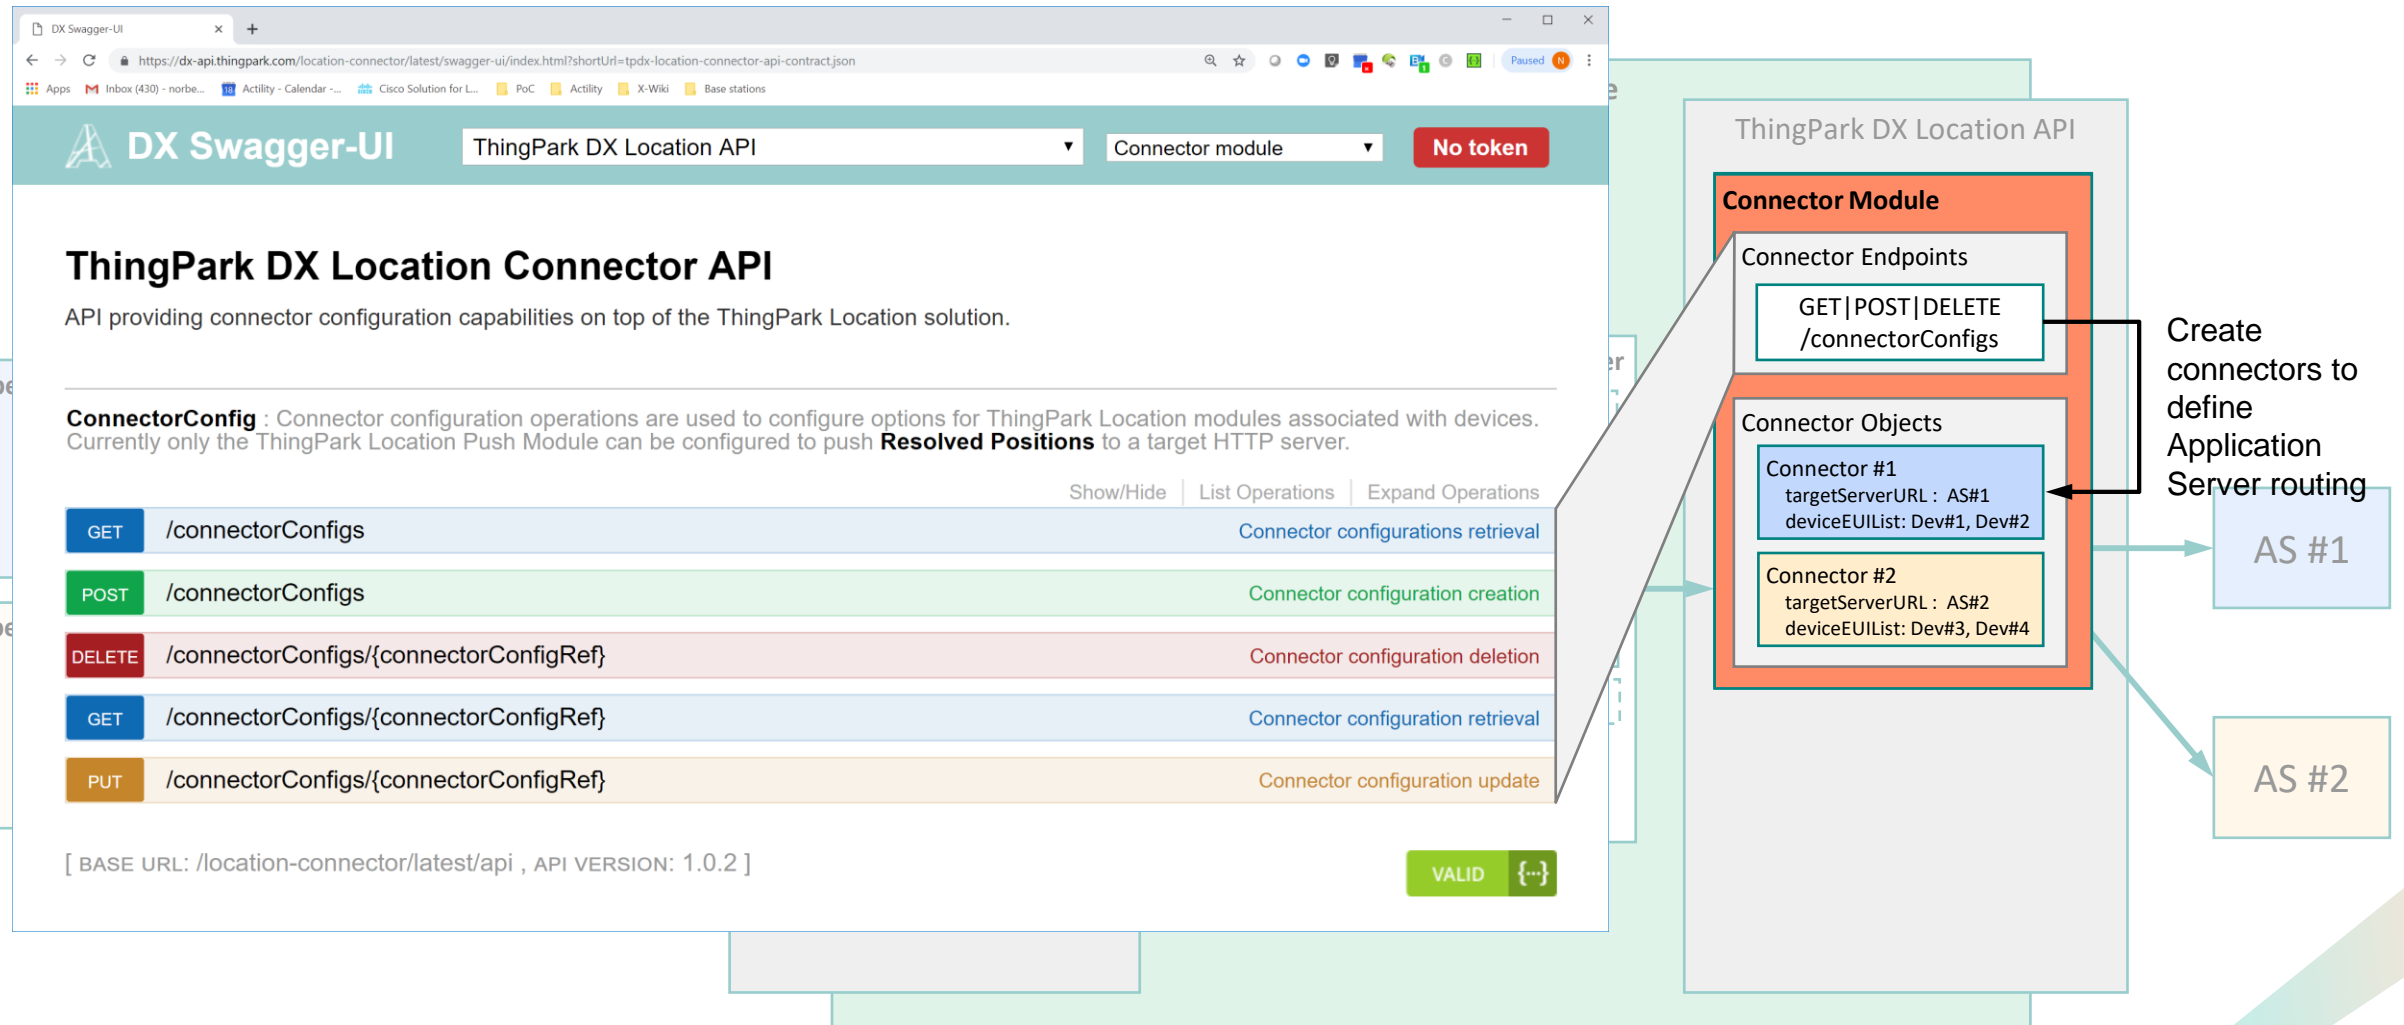 DX Swagger-UI
https://dx-api.thingpark.com/location-connector/latest/swagger-ui/index.html?shortUrl=tpdx-location-connector-api-contract.json
Paused N
Apps Inbox (430) - norbe... 18 Actility - Calendar -... Cisco Solution for L... PoC Actility X-Wiki Base stations
DX Swagger-UI ThingPark DX Location API Connector module No token
ThingPark DX Location Connector API
API providing connector configuration capabilities on top of the ThingPark Location solution.
ConnectorConfig : Connector configuration operations are used to configure options for ThingPark Location modules associated with devices.
Currently only the ThingPark Location Push Module can be configured to push Resolved Positions to a target HTTP server.
Show/Hide List Operations Expand Operations
GET /connectorConfigs Connector configurations retrieval
POST /connectorConfigs Connector configuration creation
DELETE /connectorConfigs/{connectorConfigRef} Connector configuration deletion
GET /connectorConfigs/{connectorConfigRef} Connector configuration retrieval
PUT /connectorConfigs/{connectorConfigRef} Connector configuration update
[ BASE URL: /location-connector/latest/api , API VERSION: 1.0.2 ]
VALID {···}
ThingPark DX Location API
Connector Module
Connector Endpoints
GET|POST|DELETE
/connectorConfigs
Connector Objects
Connector #1
targetServerURL : AS#1
deviceEUIList: Dev#1, Dev#2
Connector #2
targetServerURL : AS#2
deviceEUIList: Dev#3, Dev#4
Create
connectors to
define
Application
Server routing
AS #1
AS #2